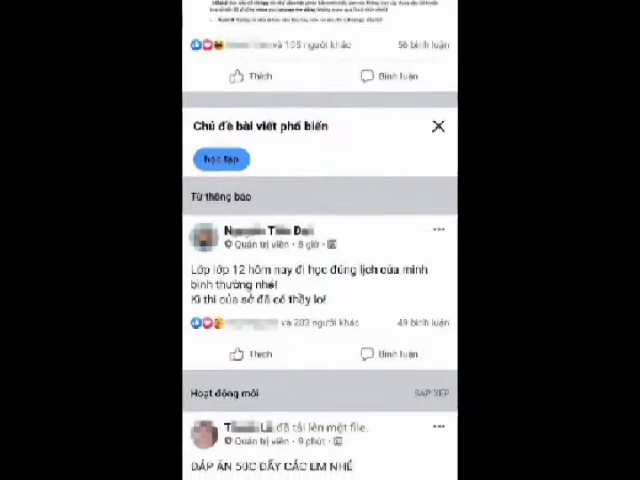 và 105 người khác
56 bình luận
Thích
Bình luận
Chủ đề bài viết phổ biến
học tập
Từ thông báo
Quản trị viên · 8 giờ ·
Lớp lớp 12 hôm nay đi học đúng lịch của mình
bình thường nhé!
Kì thi của sở đã có thầy lo!
và 203 người khác
49 bình luận
Thích
Bình luận
Hoạt động mới
SẮP XẾP
đã tải lên một file.
Quản trị viên · 9 phút ·
ĐÁP ÁN 50C ĐẦY CÁC EM NHÉ